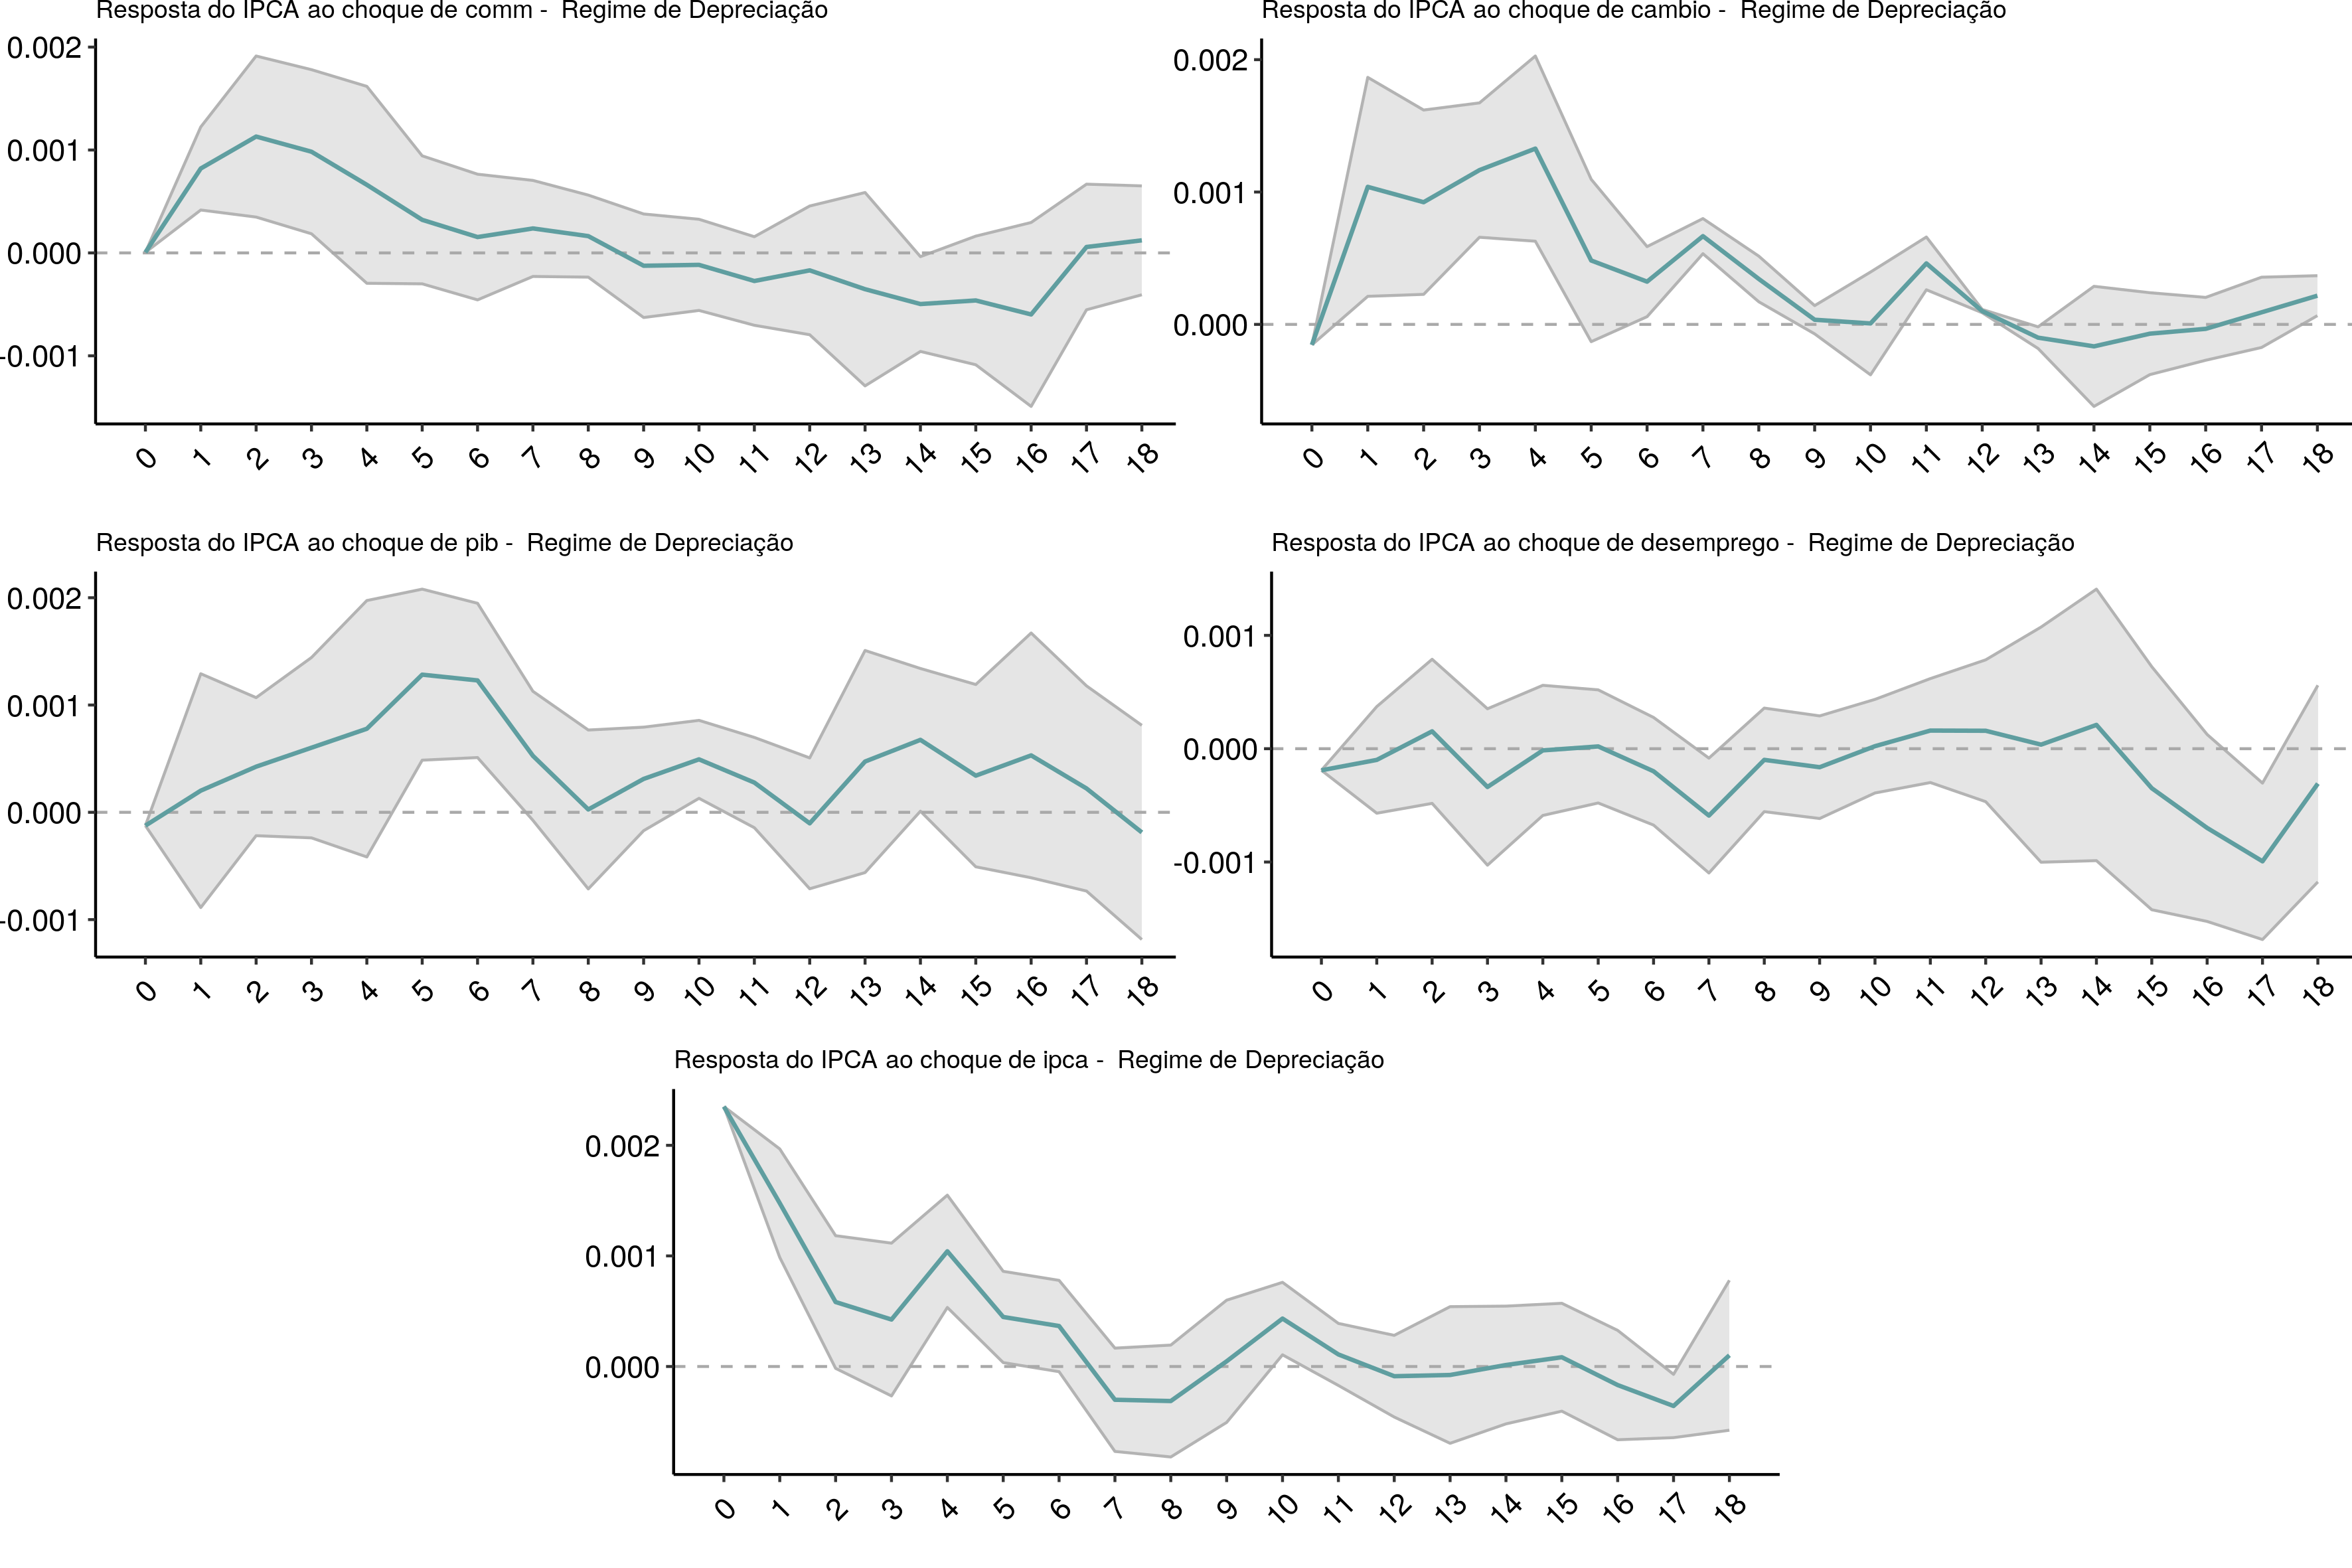 Resposta do IPCA ao choque de comm - Regime de Depreciação
0.002
0.001
0.000
-0.001
0 1 2 3 4 5 6 7 8 9 10 11 12 13 14 15 16 17 18
Resposta do IPCA ao choque de cambio - Regime de Depreciação
0.002
0.001
0.000
0 1 2 3 4 5 6 7 8 9 10 11 12 13 14 15 16 17 18
Resposta do IPCA ao choque de pib - Regime de Depreciação
0.002
0.001
0.000
-0.001
0 1 2 3 4 5 6 7 8 9 10 11 12 13 14 15 16 17 18
Resposta do IPCA ao choque de desemprego - Regime de Depreciação
0.001
0.000
-0.001
0 1 2 3 4 5 6 7 8 9 10 11 12 13 14 15 16 17 18
Resposta do IPCA ao choque de ipca - Regime de Depreciação
0.002
0.001
0.000
0 1 2 3 4 5 6 7 8 9 10 11 12 13 14 15 16 17 18